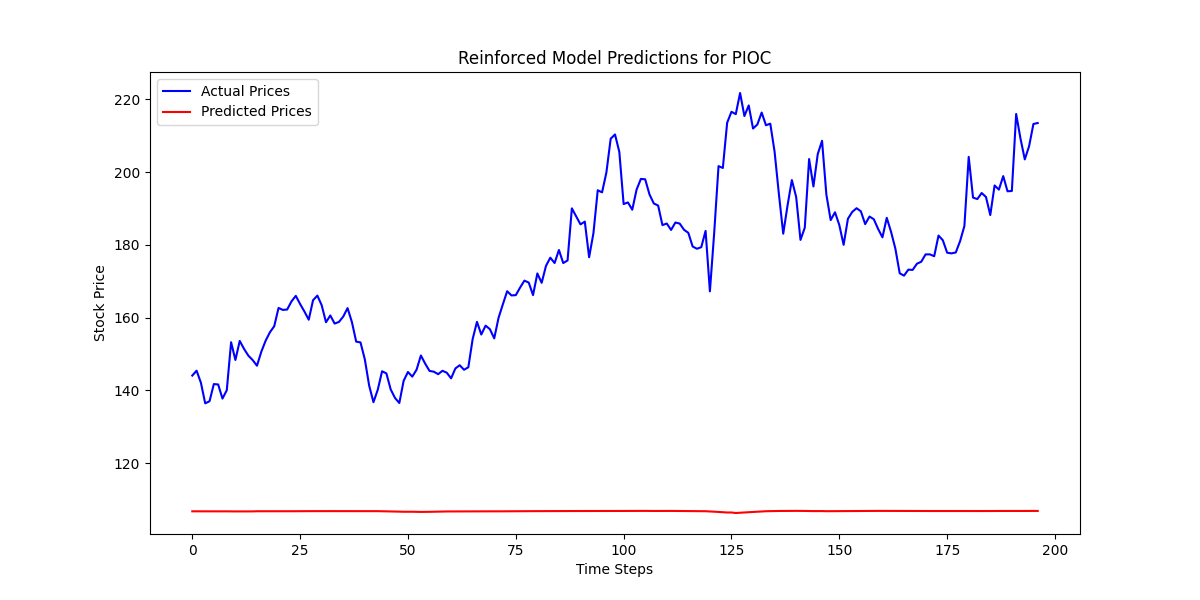 Reinforced Model Predictions for PIOC
Actual Prices
Predicted Prices
220
200
180
160
140
120
Stock Price
0 25 50 75 100 125 150 175 200
Time Steps